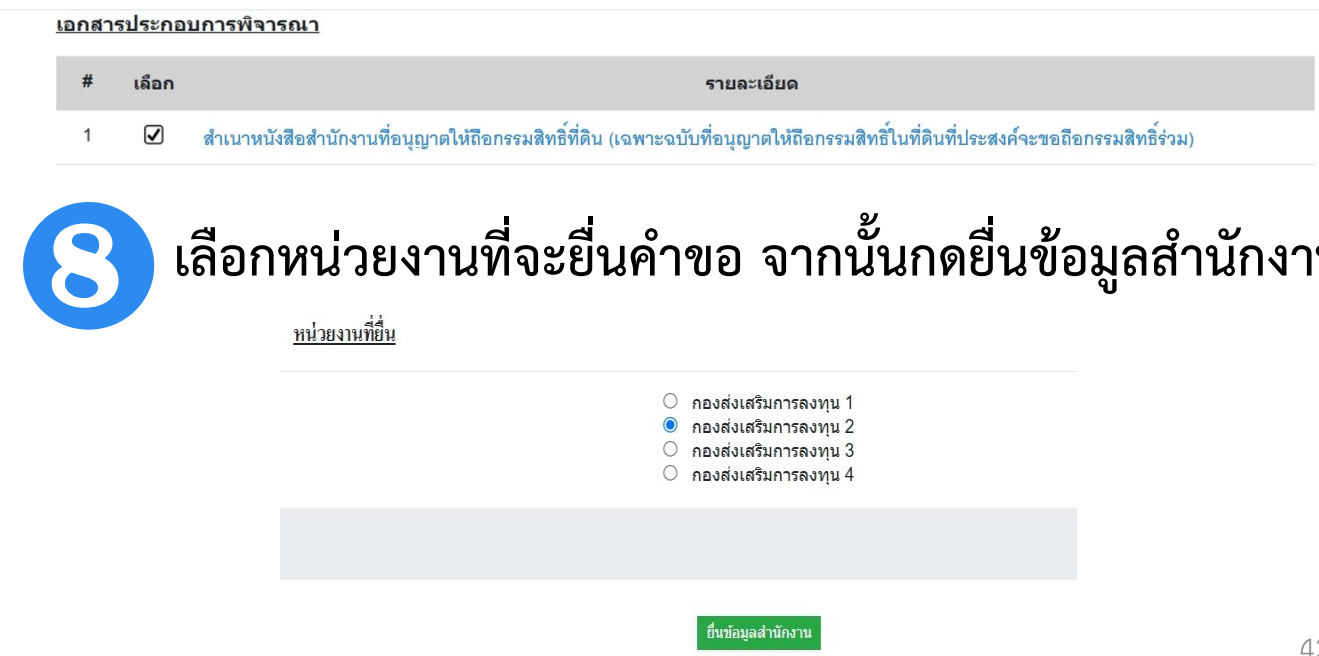 เอกสารประกอบการพิจารณา
# เลือก รายละเอียด
1 สำเนาหนังสือสำนักงานที่อนุญาตให้ถือกรรมสิทธิ์ที่ดิน (เฉพาะฉบับที่อนุญาตให้ถือกรรมสิทธิ์ในที่ดินที่ประสงค์จะขอถือกรรมสิทธิ์ร่วม)
8 เลือกหน่วยงานที่จะยื่นคำขอ จากนั้นกดยื่นข้อมูลสำนักงาน
หน่วยงานที่ยื่น
กองส่งเสริมการลงทุน 1
กองส่งเสริมการลงทุน 2
กองส่งเสริมการลงทุน 3
กองส่งเสริมการลงทุน 4
ยื่นข้อมูลสำนักงาน